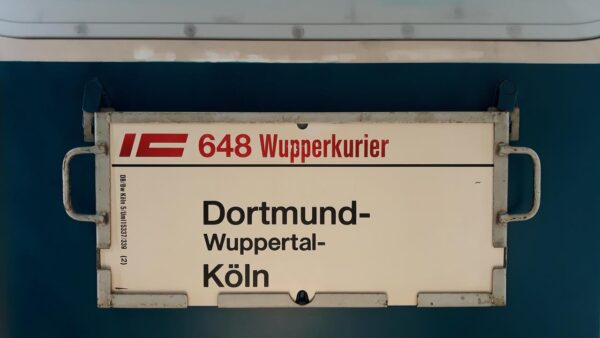 IC 648 Wupperkurier
Dortmund-
Wuppertal-
Köln